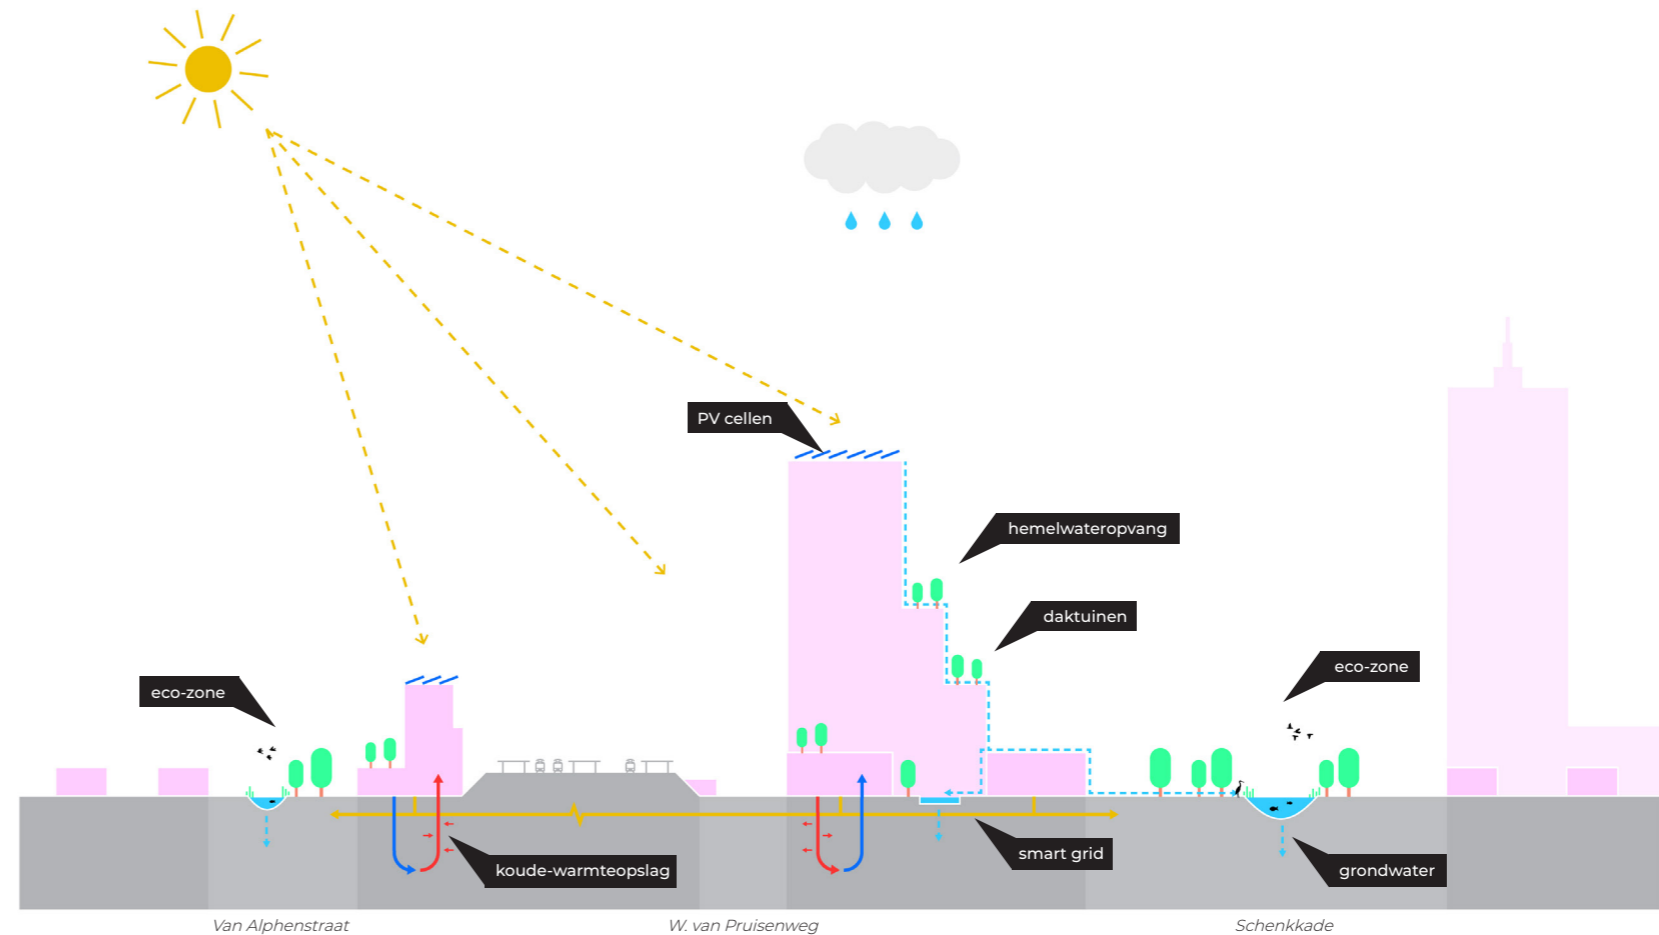 PV cellen
hemelwateropvang
daktuinen
eco-zone
eco-zone
smart grid
koude-warmteopslag
grondwater
Van Alphenstraat
W. van Pruisenweg
Schenkkade